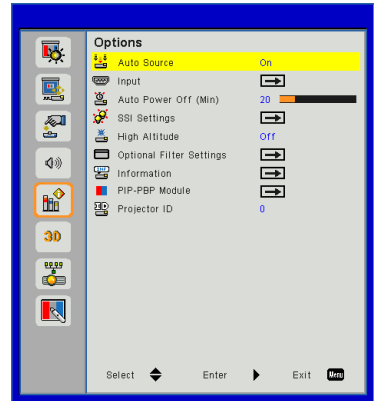 Options
Auto Source On
Input
Auto Power Off (Min) 20
SSI Settings
High Altitude Off
Optional Filter Settings
Information
PIP-PBP Module
Projector ID 0
3D
Select Enter Exit Menu